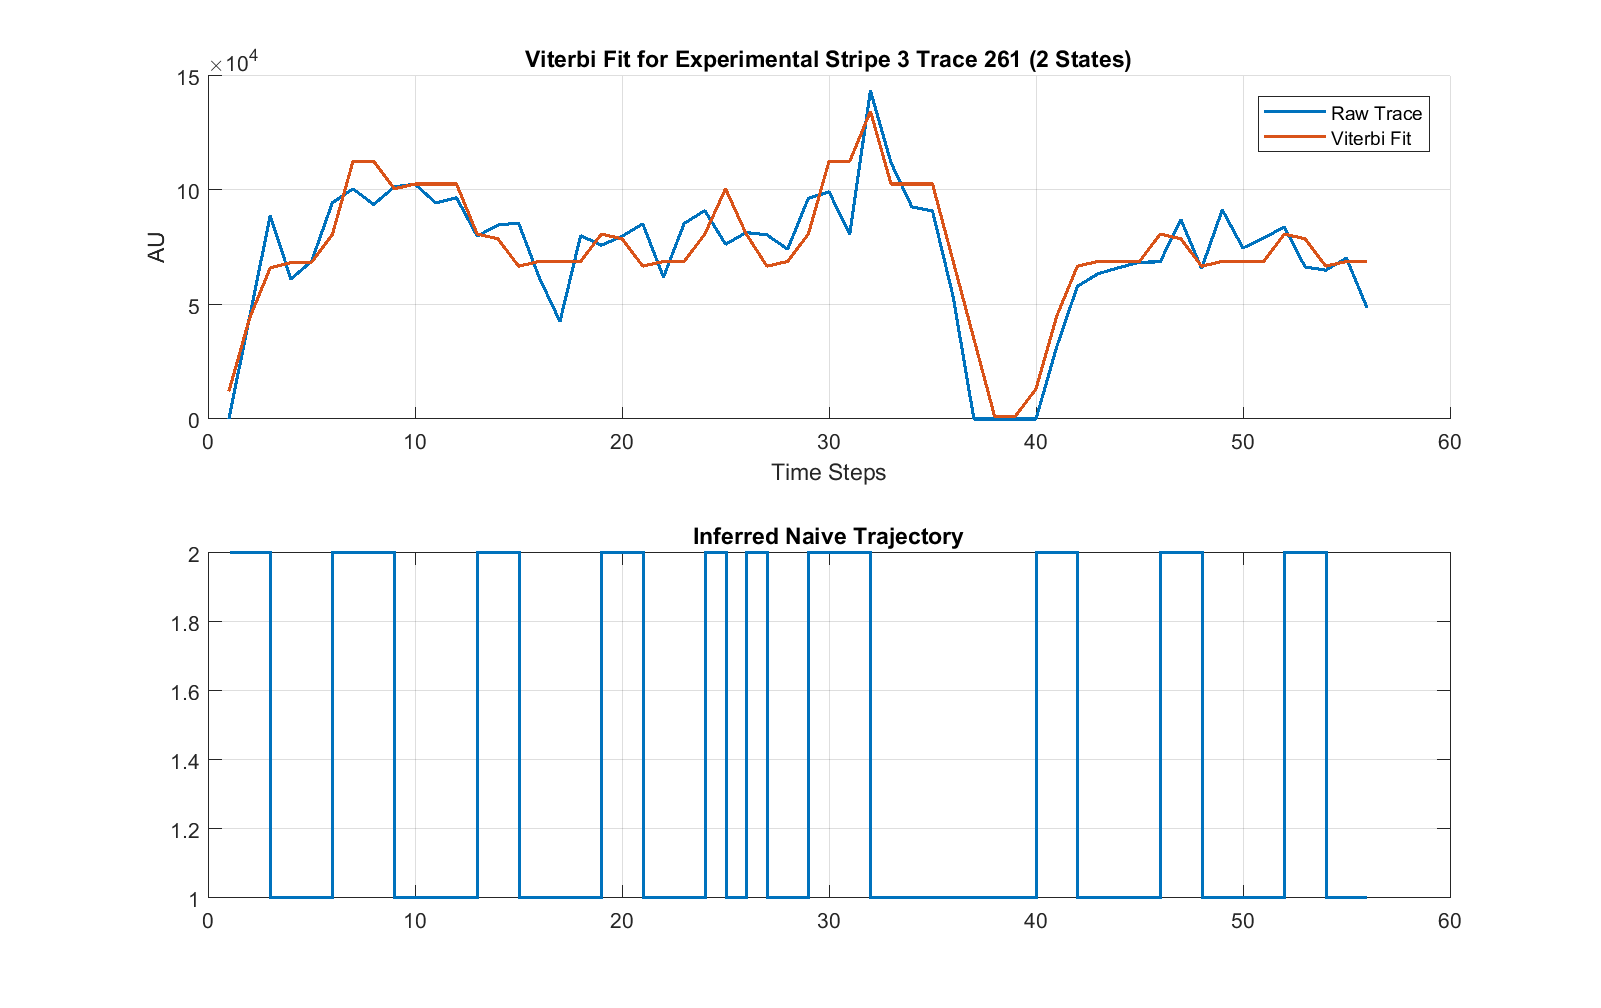 Viterbi Fit for Experimental Stripe 3 Trace 261 (2 States)
×10⁴
15
10
5
0
AU
Raw Trace
Viterbi Fit
0 10 20 30 40 50 60
Time Steps
Inferred Naive Trajectory
2
1.8
1.6
1.4
1.2
1
0 10 20 30 40 50 60